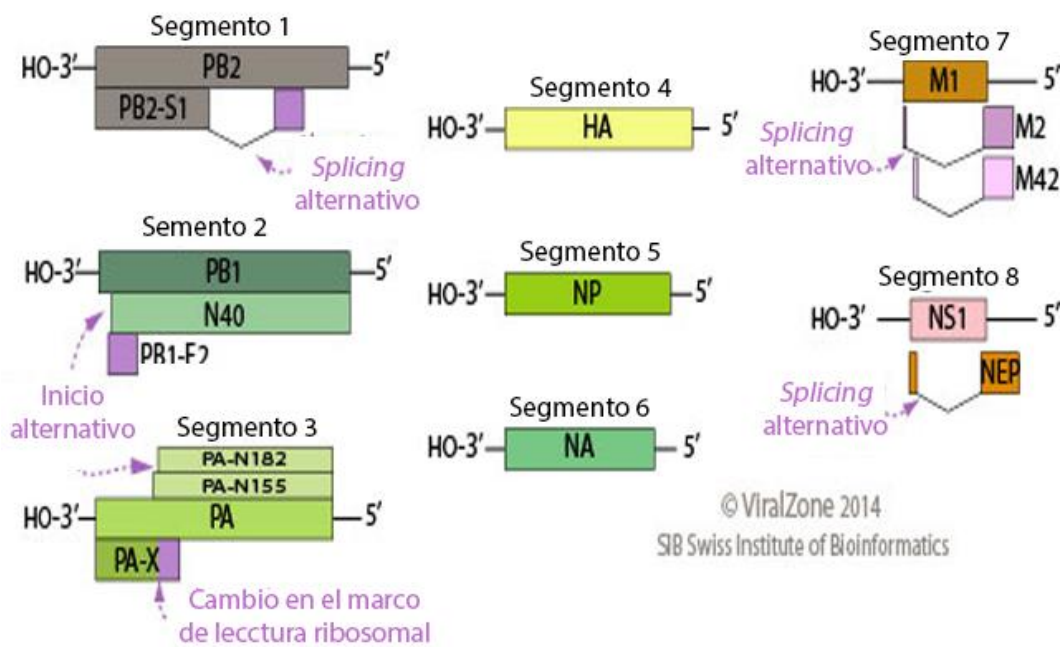 Segmento 1
HO-3' PB2 5'
PB2-S1
Splicing
alternativo
Semento 2
HO-3' PB1 5'
N40
PB1-F2
Inicio
alternativo
Segmento 3
PA-N182
PA-N155
HO-3' PA 5'
PA-X
Cambio en el marco
de lecctura ribosomal
Segmento 4
HO-3' HA 5'
Segmento 5
HO-3' NP 5'
Segmento 6
HO-3' NA 5'
Segmento 7
HO-3' M1 5'
Splicing
alternativo
M2
M42
Segmento 8
HO-3' NS1 5'
NEP
Splicing
alternativo
© ViralZone 2014
SIB Swiss Institute of Bioinformatics